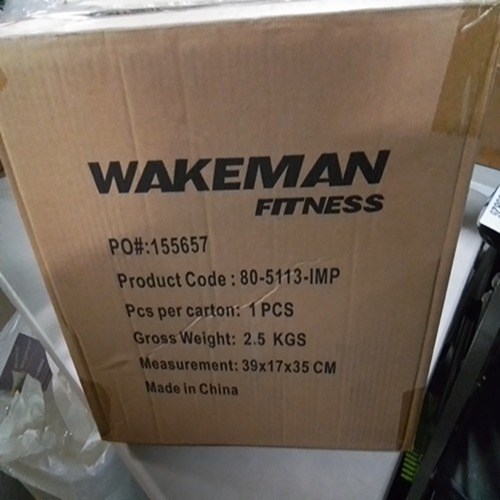 WAKEMAN
FITNESS
PO#:155657
Product Code : 80-5113-IMP
Pcs per carton: 1 PCS
Gross Weight: 2.5 KGS
Measurement: 39x17x35 CM
Made in China